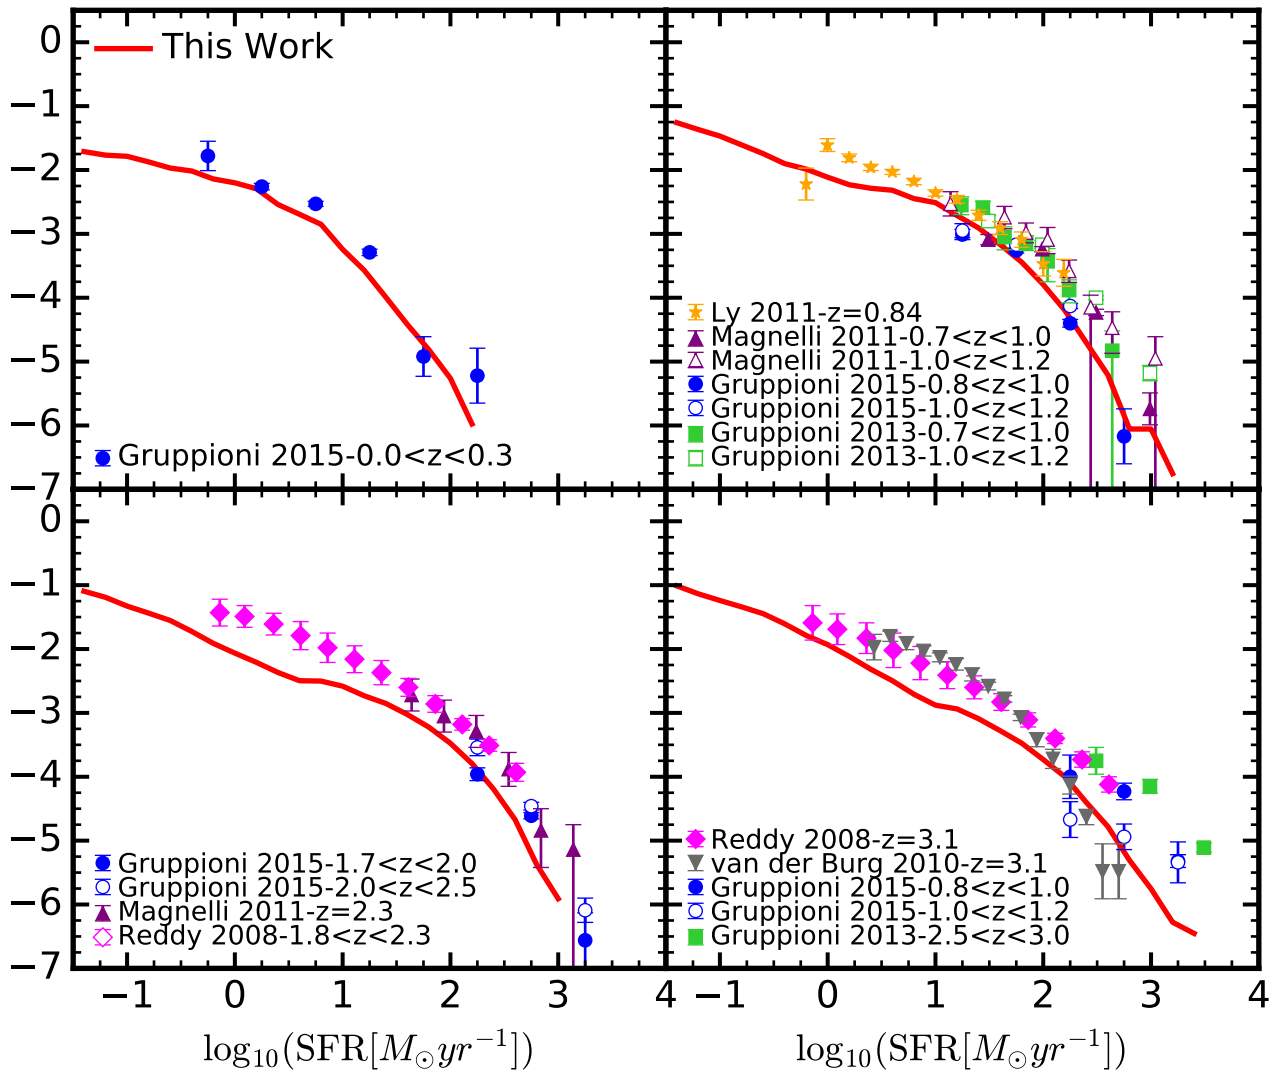 0
−1
−2
−3
−4
−5
−6
−7
This Work
Gruppioni 2015-0.0<z<0.3
Ly 2011-z=0.84
Magnelli 2011-0.7<z<1.0
Magnelli 2011-1.0<z<1.2
Gruppioni 2015-0.8<z<1.0
Gruppioni 2015-1.0<z<1.2
Gruppioni 2013-0.7<z<1.0
Gruppioni 2013-1.0<z<1.2
0
−1
−2
−3
−4
−5
−6
−7
Gruppioni 2015-1.7<z<2.0
Gruppioni 2015-2.0<z<2.5
Magnelli 2011-z=2.3
Reddy 2008-1.8<z<2.3
Reddy 2008-z=3.1
van der Burg 2010-z=3.1
Gruppioni 2015-0.8<z<1.0
Gruppioni 2015-1.0<z<1.2
Gruppioni 2013-2.5<z<3.0
−1 0 1 2 3 4 −1 0 1 2 3 4
log₁₀(SFR[M⊙yr⁻¹]) log₁₀(SFR[M⊙yr⁻¹])